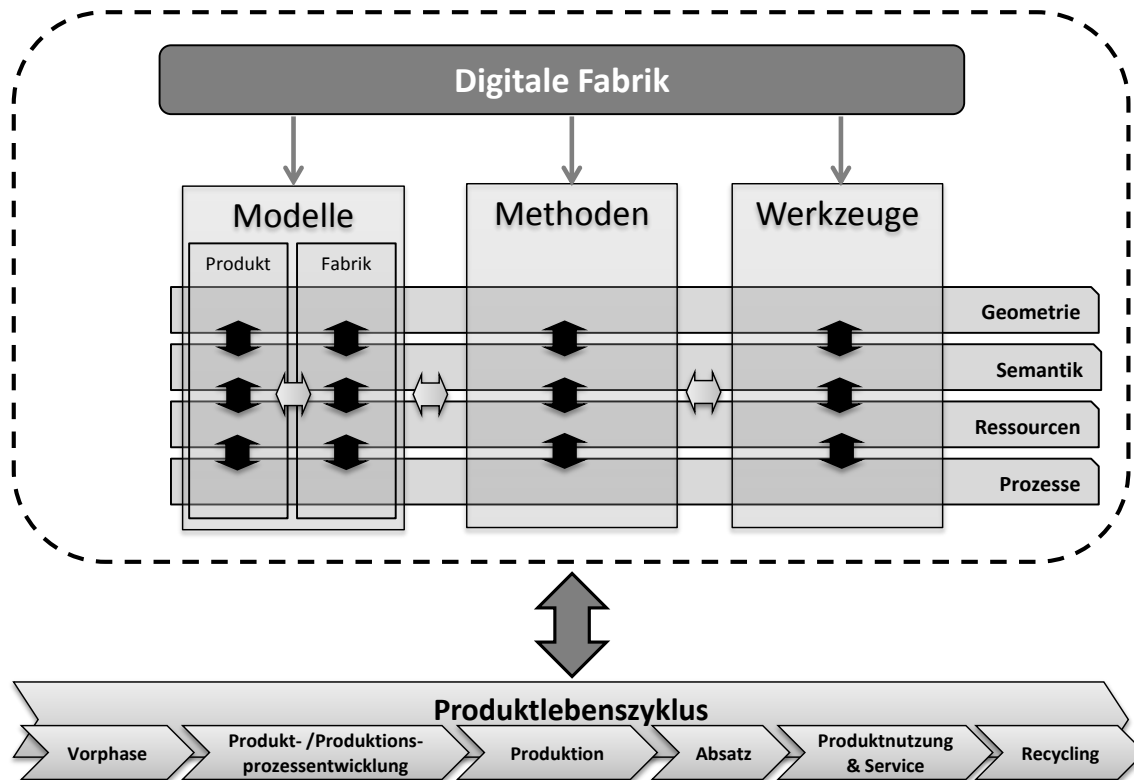 Digitale Fabrik
Modelle
Methoden
Werkzeuge
Produkt
Fabrik
Geometrie
Semantik
Ressourcen
Prozesse
Produktlebenszyklus
Vorphase
Produkt- /Produktions-
prozessentwicklung
Produktion
Absatz
Produktnutzung
& Service
Recycling